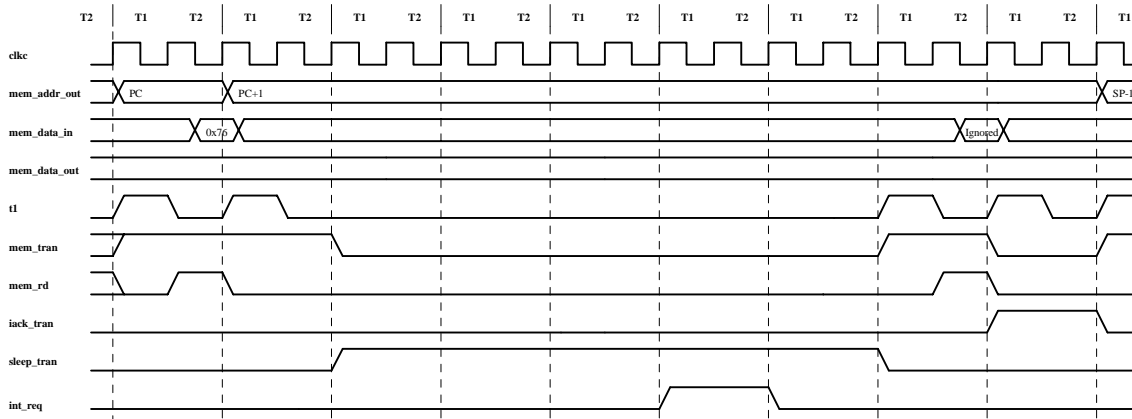 T2 T1 T2 T1 T2 T1 T2 T1 T2 T1 T2 T1 T2 T1 T2 T1 T2 T1 T2 T1
clkc
mem_addr_out PC PC+1 SP-1
mem_data_in 0x76 Ignored
mem_data_out
t1
mem_tran
mem_rd
iack_tran
sleep_tran
int_req